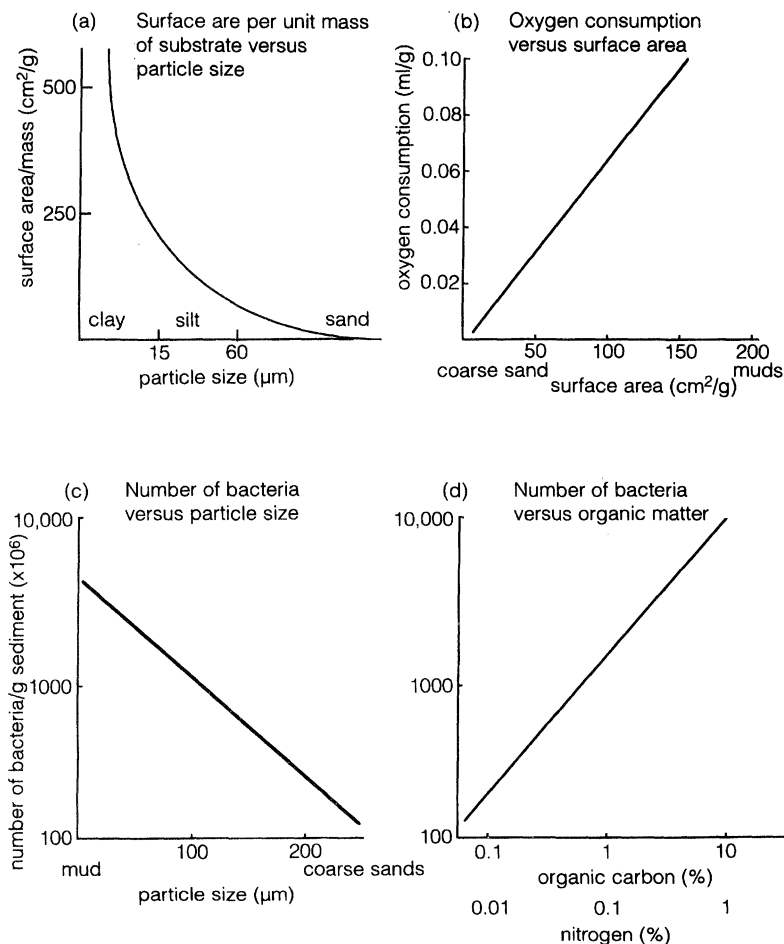 (a) Surface are per unit mass
of substrate versus
particle size
surface area/mass (cm²/g)
500
250
clay silt sand
15 60
particle size (µm)
(b) Oxygen consumption
versus surface area
oxygen consumption (ml/g)
0.10
0.08
0.04
0.02
50 100 150 200
coarse sand muds
surface area (cm²/g)
(c) Number of bacteria
versus particle size
number of bacteria/g sediment (x10⁶)
10,000
1000
100
100 200
mud coarse sands
particle size (µm)
(d) Number of bacteria
versus organic matter
10,000
1000
100
0.1 1 10
organic carbon (%)
0.01 0.1 1
nitrogen (%)